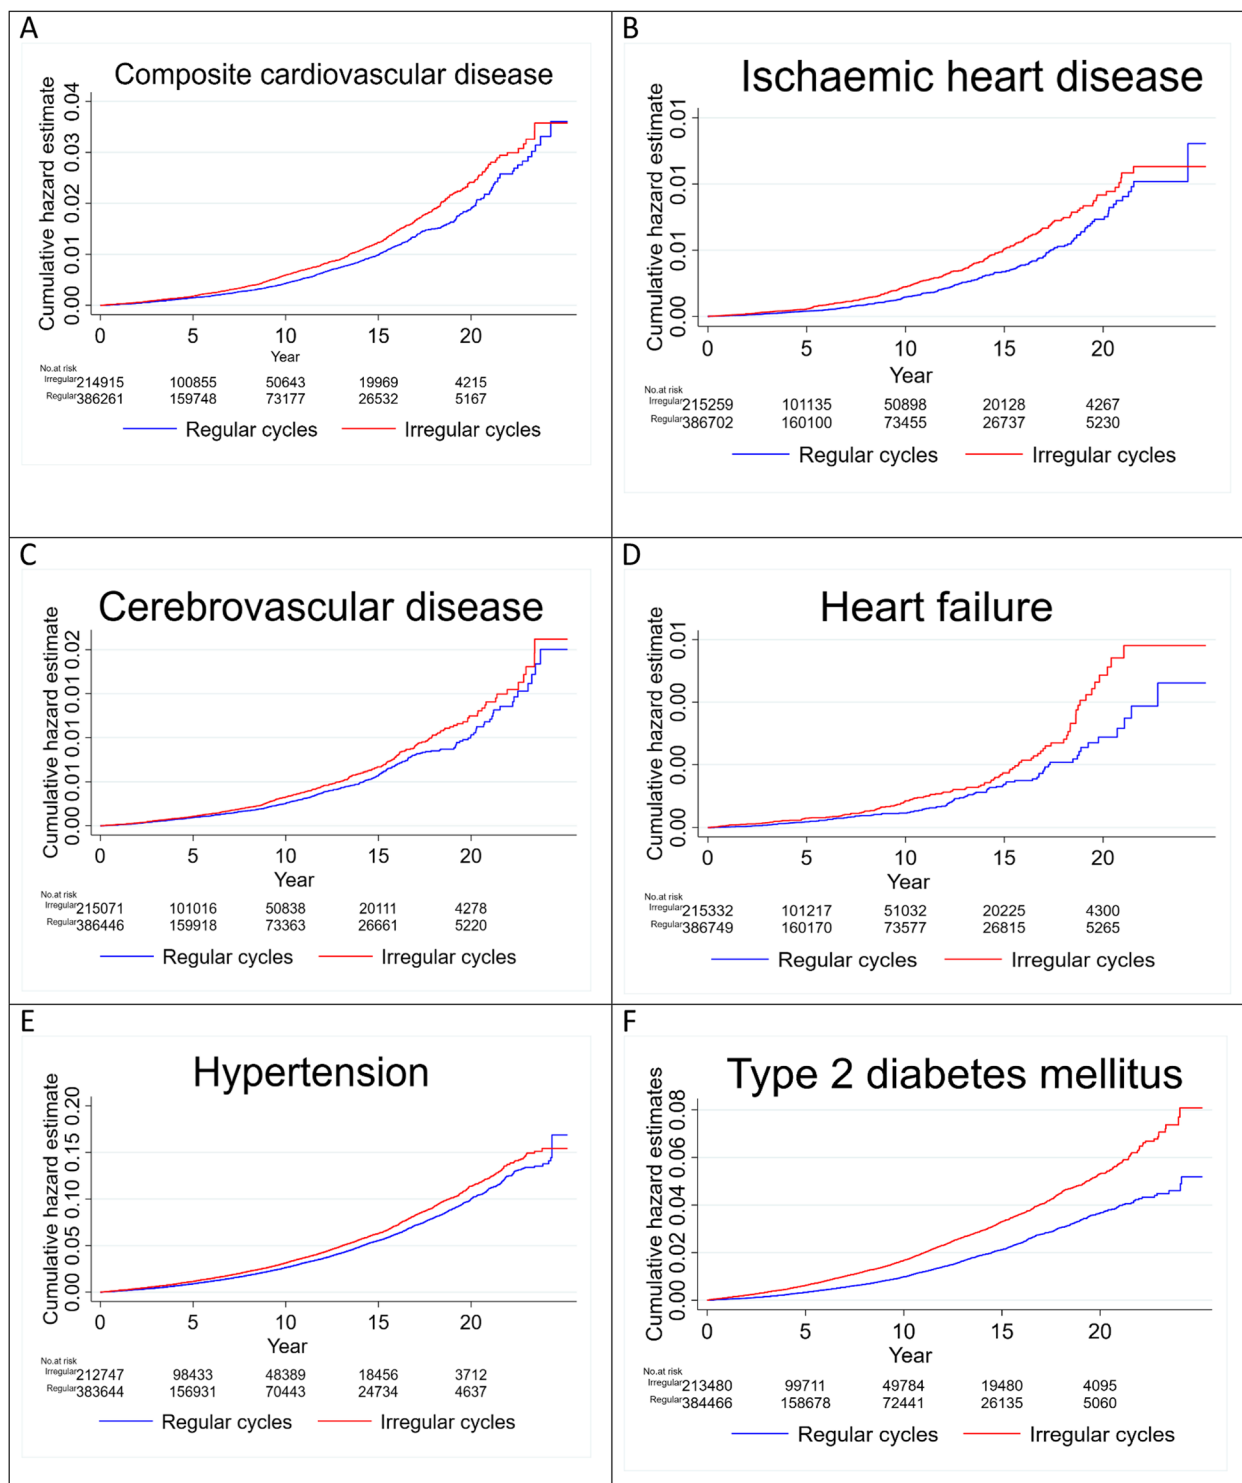 A
Composite cardiovascular disease
Cumulative hazard estimate
0.00 0.01 0.02 0.03 0.04
0 5 10 15 20
Year
No.at risk
Irregular 214915 100855 50643 19969 4215
Regular 386261 159748 73177 26532 5167
Regular cycles Irregular cycles
B
Ischaemic heart disease
Cumulative hazard estimate
0.00 0.01 0.01 0.01
0 5 10 15 20
Year
No.at risk
Irregular 215259 101135 50898 20128 4267
Regular 386702 160100 73455 26737 5230
Regular cycles Irregular cycles
C
Cerebrovascular disease
Cumulative hazard estimate
0.00 0.01 0.01 0.01 0.02
0 5 10 15 20
Year
No.at risk
Irregular 215071 101016 50838 20111 4278
Regular 386446 159918 73363 26661 5220
Regular cycles Irregular cycles
D
Heart failure
Cumulative hazard estimate
0.00 0.00 0.00 0.01
0 5 10 15 20
Year
No.at risk
Irregular 215332 101217 51032 20225 4300
Regular 386749 160170 73577 26815 5265
Regular cycles Irregular cycles
E
Hypertension
Cumulative hazard estimate
0.00 0.05 0.10 0.15 0.20
0 5 10 15 20
Year
No.at risk
Irregular 212747 98433 48389 18456 3712
Regular 383644 156931 70443 24734 4637
Regular cycles Irregular cycles
F
Type 2 diabetes mellitus
Cumulative hazard estimates
0.00 0.02 0.04 0.06 0.08
0 5 10 15 20
Year
No.at risk
Irregular 213480 99711 49784 19480 4095
Regular 384466 158678 72441 26135 5060
Regular cycles Irregular cycles